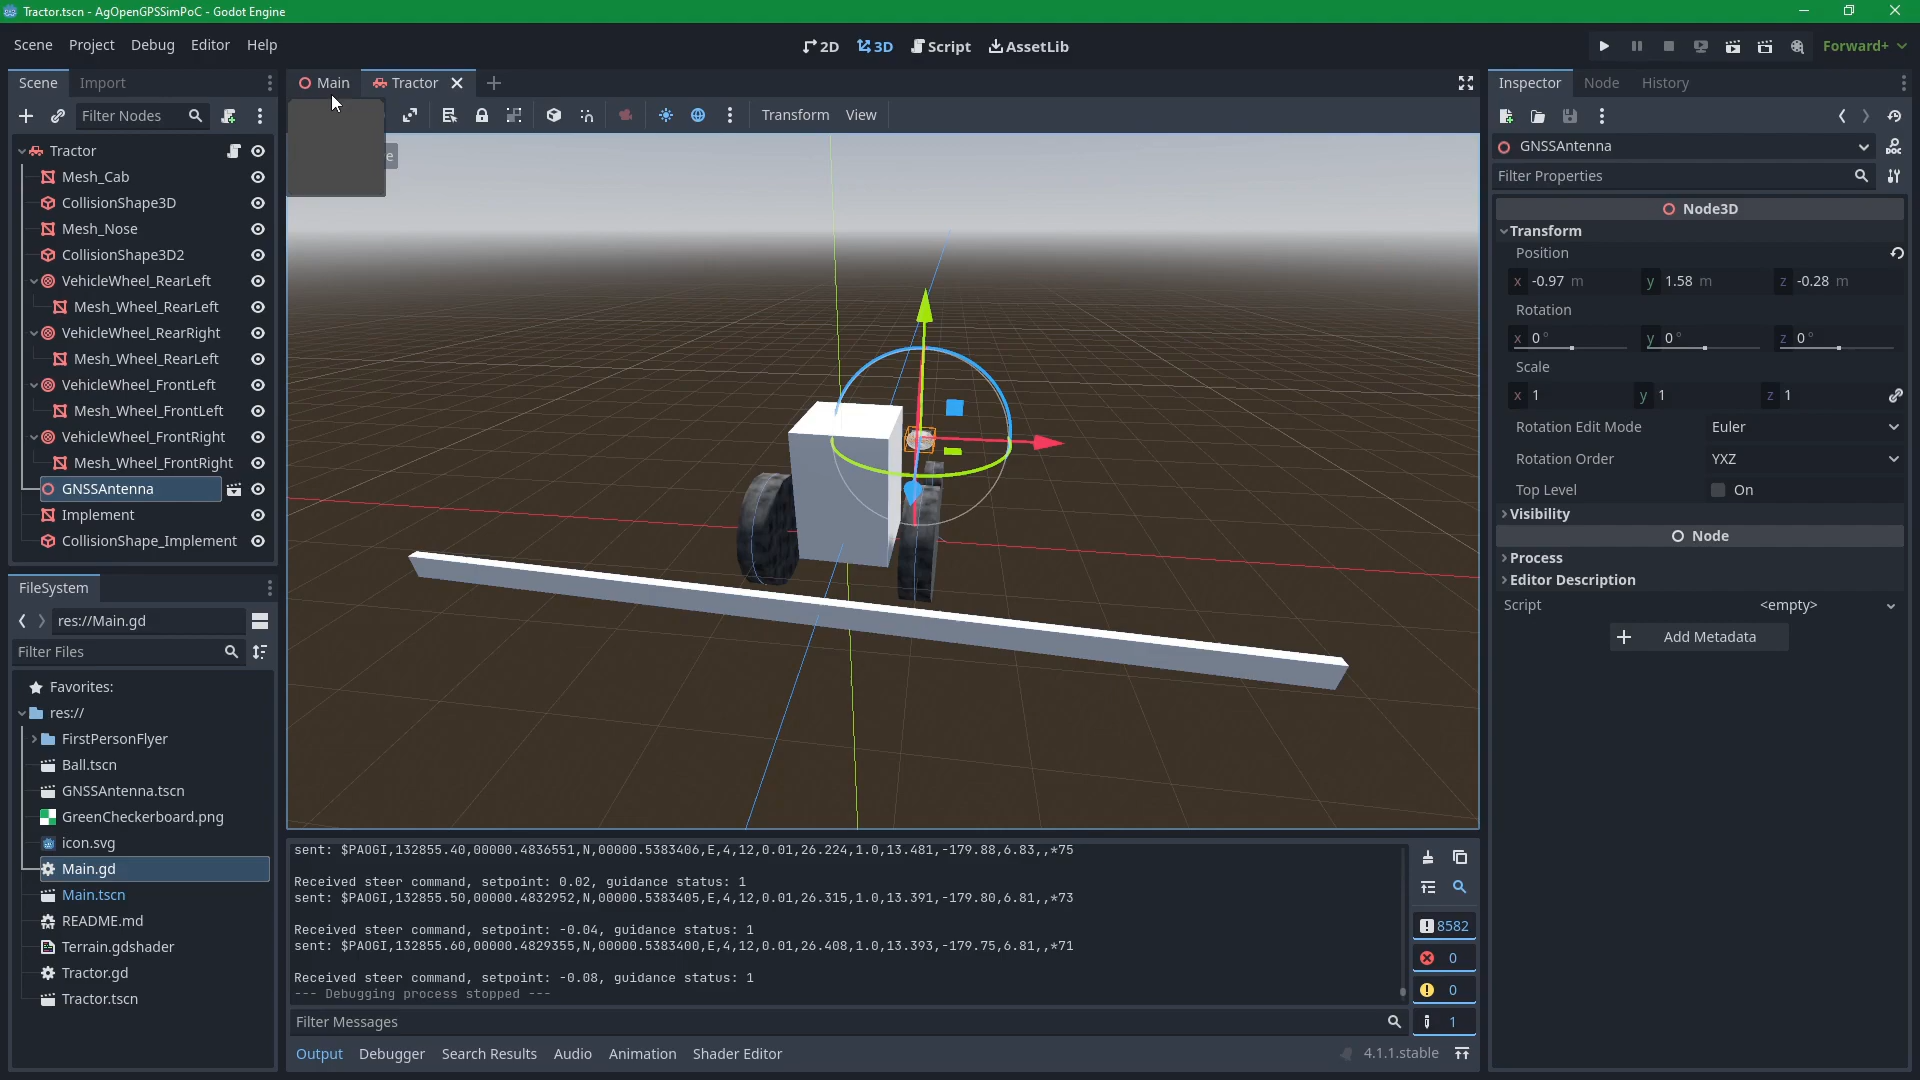 Tractor.tscn - AgOpenGPSSimPoC - Godot Engine
Scene Project Debug Editor Help
2D 3D Script AssetLib
Forward+
Scene Import
Main Tractor
Inspector Node History
Filter Nodes
Transform View
Tractor
Mesh_Cab
CollisionShape3D
Mesh_Nose
CollisionShape3D2
VehicleWheel_RearLeft
Mesh_Wheel_RearLeft
VehicleWheel_RearRight
Mesh_Wheel_RearLeft
VehicleWheel_FrontLeft
Mesh_Wheel_FrontLeft
VehicleWheel_FrontRight
Mesh_Wheel_FrontRight
GNSSAntenna
Implement
CollisionShape_Implement
e
GNSSAntenna
Filter Properties
Node3D
Transform
Position
x -0.97 m y 1.58 m z -0.28 m
Rotation
x 0° y 0° z 0°
Scale
x 1 y 1 z 1
Rotation Edit Mode Euler
Rotation Order YXZ
Top Level On
Visibility
Node
Process
Editor Description
Script <empty>
Add Metadata
FileSystem
res://Main.gd
Filter Files
Favorites:
res://
FirstPersonFlyer
Ball.tscn
GNSSAntenna.tscn
GreenCheckerboard.png
icon.svg
Main.gd
Main.tscn
README.md
Terrain.gdshader
Tractor.gd
Tractor.tscn
sent: $PAOGI,132855.40,00000.4836551,N,00000.5383406,E,4,12,0.01,26.224,1.0,13.481,-179.88,6.83,,*75
Received steer command, setpoint: 0.02, guidance status: 1
sent: $PAOGI,132855.50,00000.4832952,N,00000.5383405,E,4,12,0.01,26.315,1.0,13.391,-179.80,6.81,,*73
Received steer command, setpoint: -0.04, guidance status: 1
sent: $PAOGI,132855.60,00000.4829355,N,00000.5383400,E,4,12,0.01,26.408,1.0,13.393,-179.75,6.81,,*71
Received steer command, setpoint: -0.08, guidance status: 1
--- Debugging process stopped ---
8582
0
0
1
Filter Messages
Output Debugger Search Results Audio Animation Shader Editor
4.1.1.stable